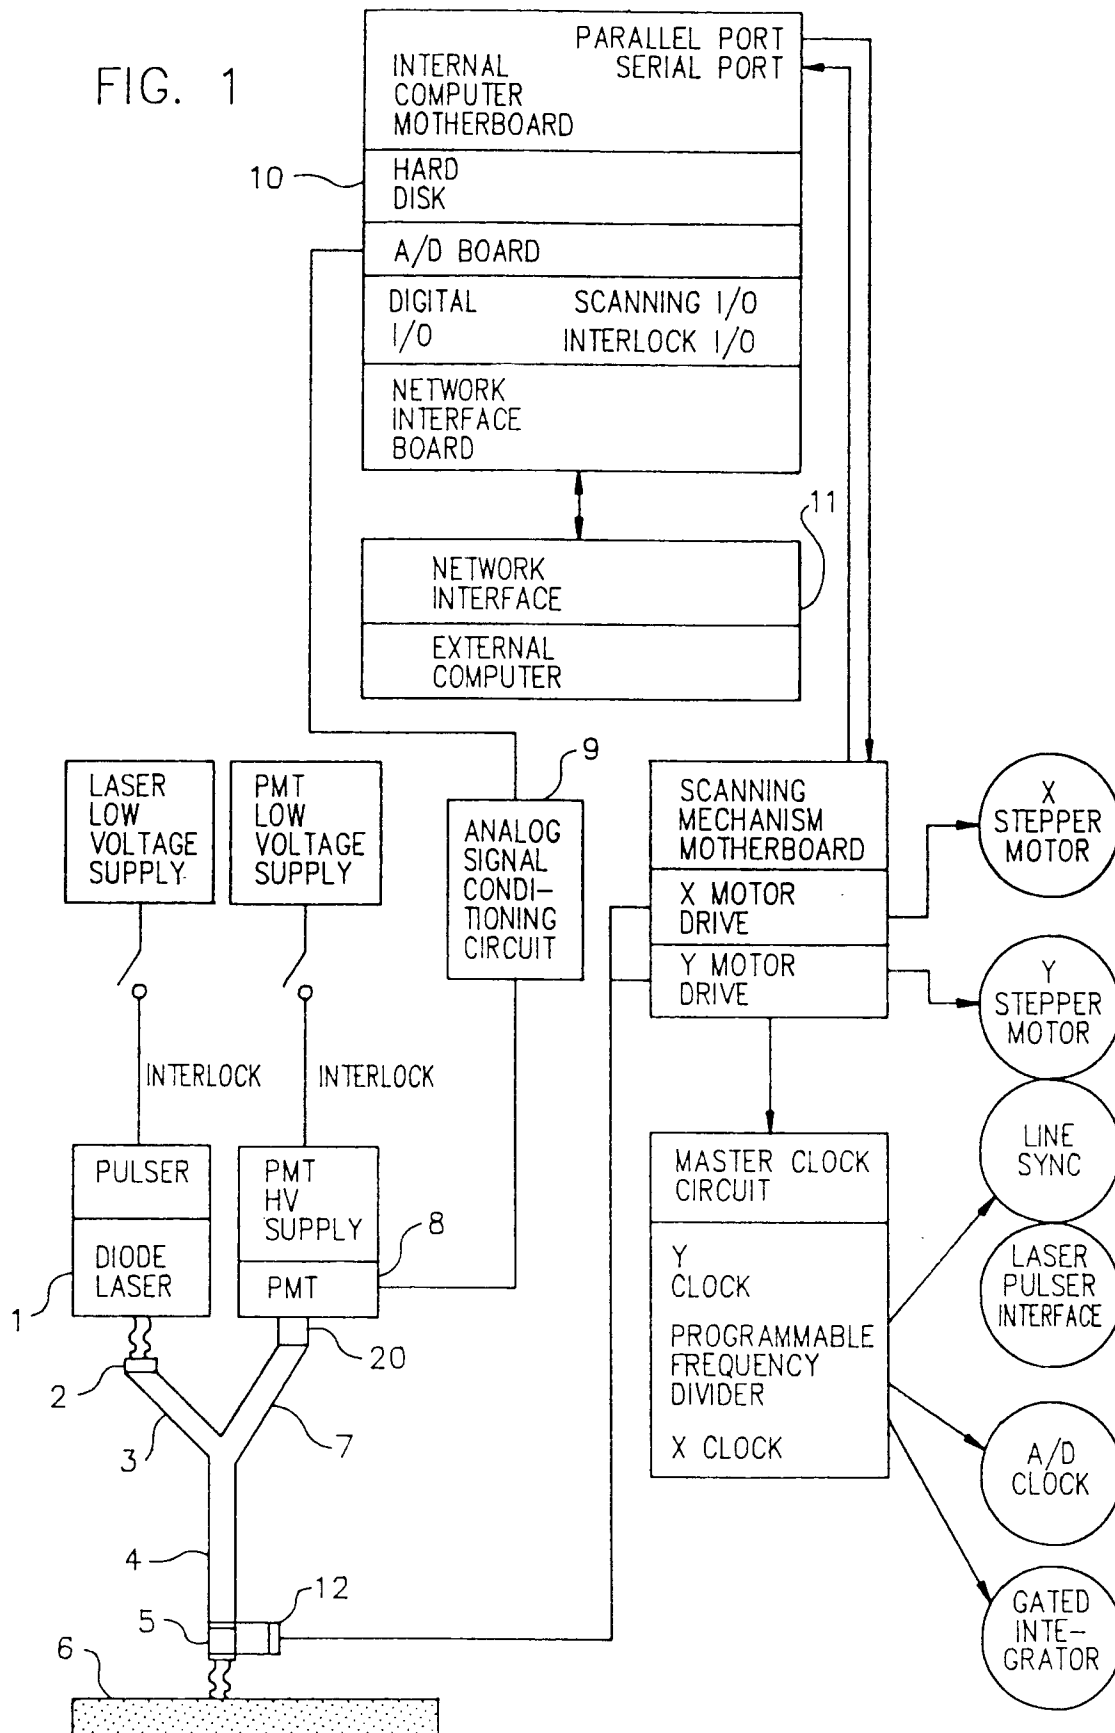 FIG. 1
PARALLEL PORT
SERIAL PORT
INTERNAL
COMPUTER
MOTHERBOARD
10
HARD
DISK
A/D BOARD
DIGITAL
I/O
SCANNING I/O
INTERLOCK I/O
NETWORK
INTERFACE
BOARD
11
NETWORK
INTERFACE
EXTERNAL
COMPUTER
LASER
LOW
VOLTAGE
SUPPLY
PMT
LOW
VOLTAGE
SUPPLY
9
ANALOG
SIGNAL
CONDI-
TIONING
CIRCUIT
SCANNING
MECHANISM
MOTHERBOARD
X MOTOR
DRIVE
Y MOTOR
DRIVE
X
STEPPER
MOTOR
Y
STEPPER
MOTOR
INTERLOCK
INTERLOCK
PULSER
DIODE
LASER
1
PMT
HV
SUPPLY
PMT
8
MASTER CLOCK
CIRCUIT
Y
CLOCK
PROGRAMMABLE
FREQUENCY
DIVIDER
X CLOCK
LINE
SYNC
LASER
PULSER
INTERFACE
A/D
CLOCK
GATED
INTE-
GRATOR
2
20
3
7
4
12
5
6